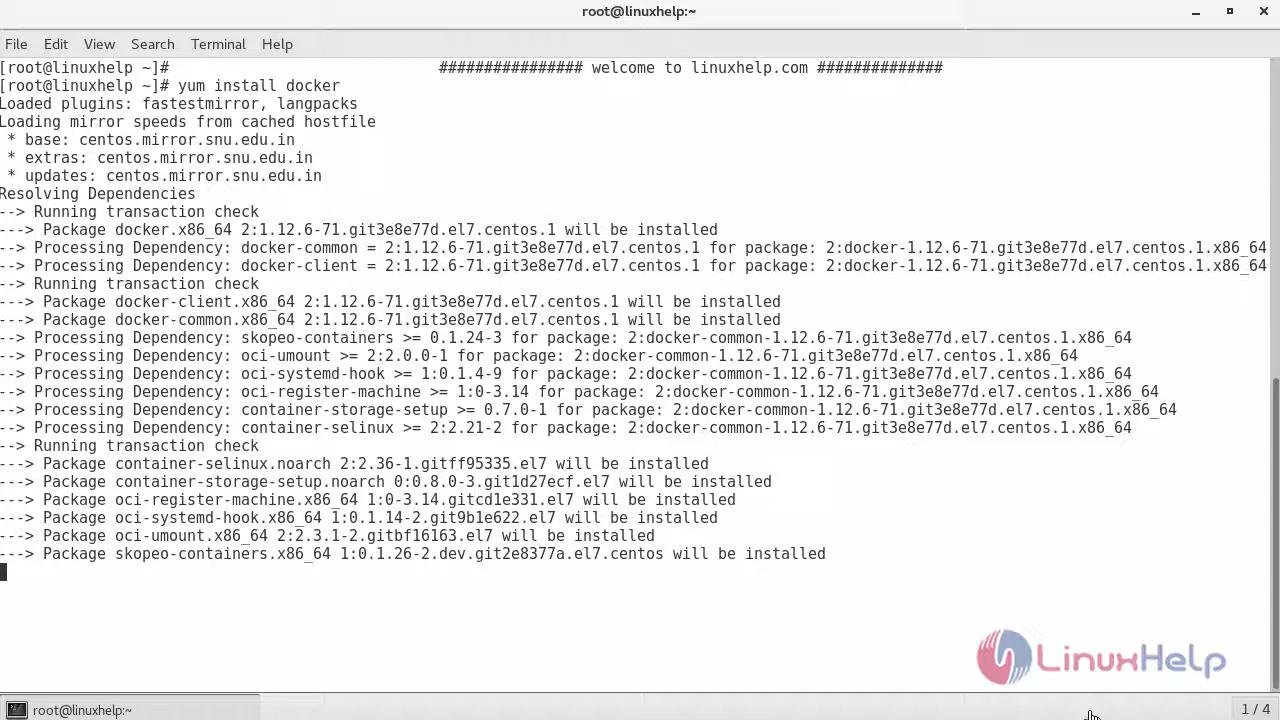 root@linuxhelp:~
File Edit View Search Terminal Help
[root@linuxhelp ~]# ################ welcome to linuxhelp.com ##############
[root@linuxhelp ~]# yum install docker
Loaded plugins: fastestmirror, langpacks
Loading mirror speeds from cached hostfile
* base: centos.mirror.snu.edu.in
* extras: centos.mirror.snu.edu.in
* updates: centos.mirror.snu.edu.in
Resolving Dependencies
--> Running transaction check
---> Package docker.x86_64 2:1.12.6-71.git3e8e77d.el7.centos.1 will be installed
--> Processing Dependency: docker-common = 2:1.12.6-71.git3e8e77d.el7.centos.1 for package: 2:docker-1.12.6-71.git3e8e77d.el7.centos.1.x86_64
--> Processing Dependency: docker-client = 2:1.12.6-71.git3e8e77d.el7.centos.1 for package: 2:docker-1.12.6-71.git3e8e77d.el7.centos.1.x86_64
--> Running transaction check
---> Package docker-client.x86_64 2:1.12.6-71.git3e8e77d.el7.centos.1 will be installed
---> Package docker-common.x86_64 2:1.12.6-71.git3e8e77d.el7.centos.1 will be installed
--> Processing Dependency: skopeo-containers >= 0.1.24-3 for package: 2:docker-common-1.12.6-71.git3e8e77d.el7.centos.1.x86_64
--> Processing Dependency: oci-umount >= 2:2.0.0-1 for package: 2:docker-common-1.12.6-71.git3e8e77d.el7.centos.1.x86_64
--> Processing Dependency: oci-systemd-hook >= 1:0.1.4-9 for package: 2:docker-common-1.12.6-71.git3e8e77d.el7.centos.1.x86_64
--> Processing Dependency: oci-register-machine >= 1:0-3.14 for package: 2:docker-common-1.12.6-71.git3e8e77d.el7.centos.1.x86_64
--> Processing Dependency: container-storage-setup >= 0.7.0-1 for package: 2:docker-common-1.12.6-71.git3e8e77d.el7.centos.1.x86_64
--> Processing Dependency: container-selinux >= 2:2.21-2 for package: 2:docker-common-1.12.6-71.git3e8e77d.el7.centos.1.x86_64
--> Running transaction check
---> Package container-selinux.noarch 2:2.36-1.gitff95335.el7 will be installed
---> Package container-storage-setup.noarch 0:0.8.0-3.git1d27ecf.el7 will be installed
---> Package oci-register-machine.x86_64 1:0-3.14.gitcd1e331.el7 will be installed
---> Package oci-systemd-hook.x86_64 1:0.1.14-2.git9b1e622.el7 will be installed
---> Package oci-umount.x86_64 2:2.3.1-2.gitbf16163.el7 will be installed
---> Package skopeo-containers.x86_64 1:0.1.26-2.dev.git2e8377a.el7.centos will be installed
LinuxHelp
root@linuxhelp:~ 1 / 4